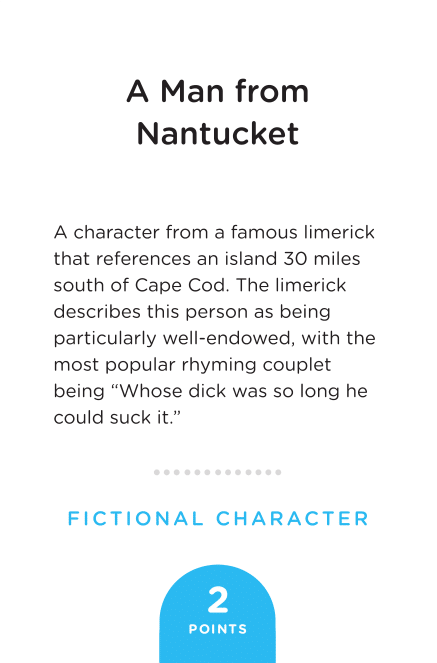 A Man from
Nantucket
A character from a famous limerick
that references an island 30 miles
south of Cape Cod. The limerick
describes this person as being
particularly well-endowed, with the
most popular rhyming couplet
being “Whose dick was so long he
could suck it.”
FICTIONAL CHARACTER
2
POINTS